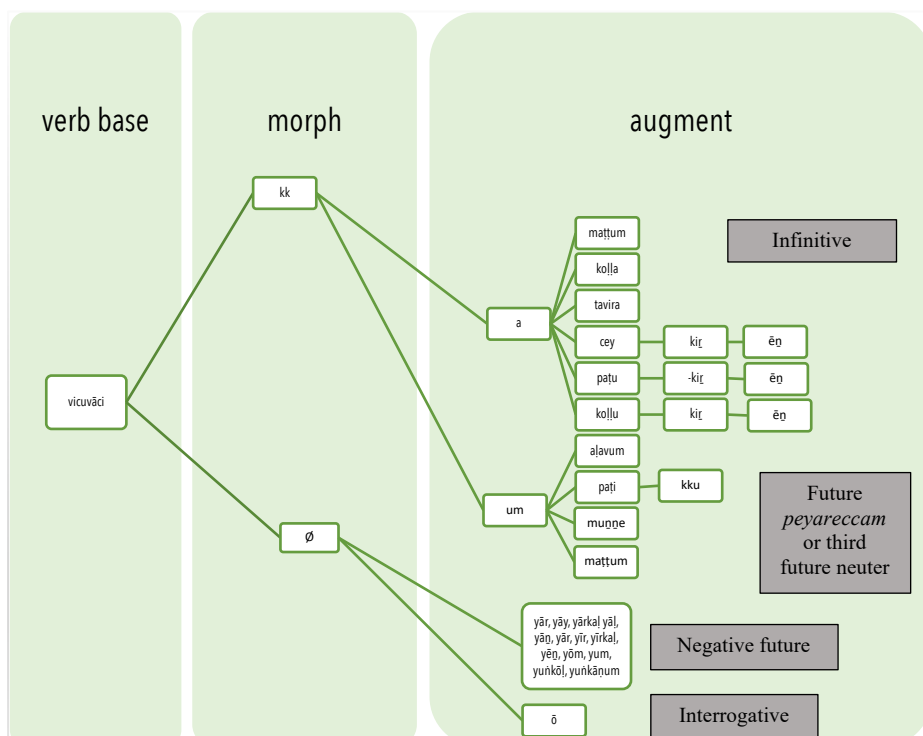 verb base
morph
augment
vicuvāci
kk
Ø
a
maṭṭum
koḷḷa
tavira
cey
kiṟ
ēṉ
paṭu
-kiṟ
ēṉ
koḷḷu
kiṟ
ēṉ
Infinitive
um
aḷavum
paṭi
kku
muṉṉe
maṭṭum
Future
peyareccam
or third
future neuter
yār, yāy, yārkaḷ yāḷ,
yāṉ, yār, yīr, yīrkaḷ,
yēṉ, yōm, yum,
yuṅkōḷ, yuṅkāṇum
Negative future
ō
Interrogative